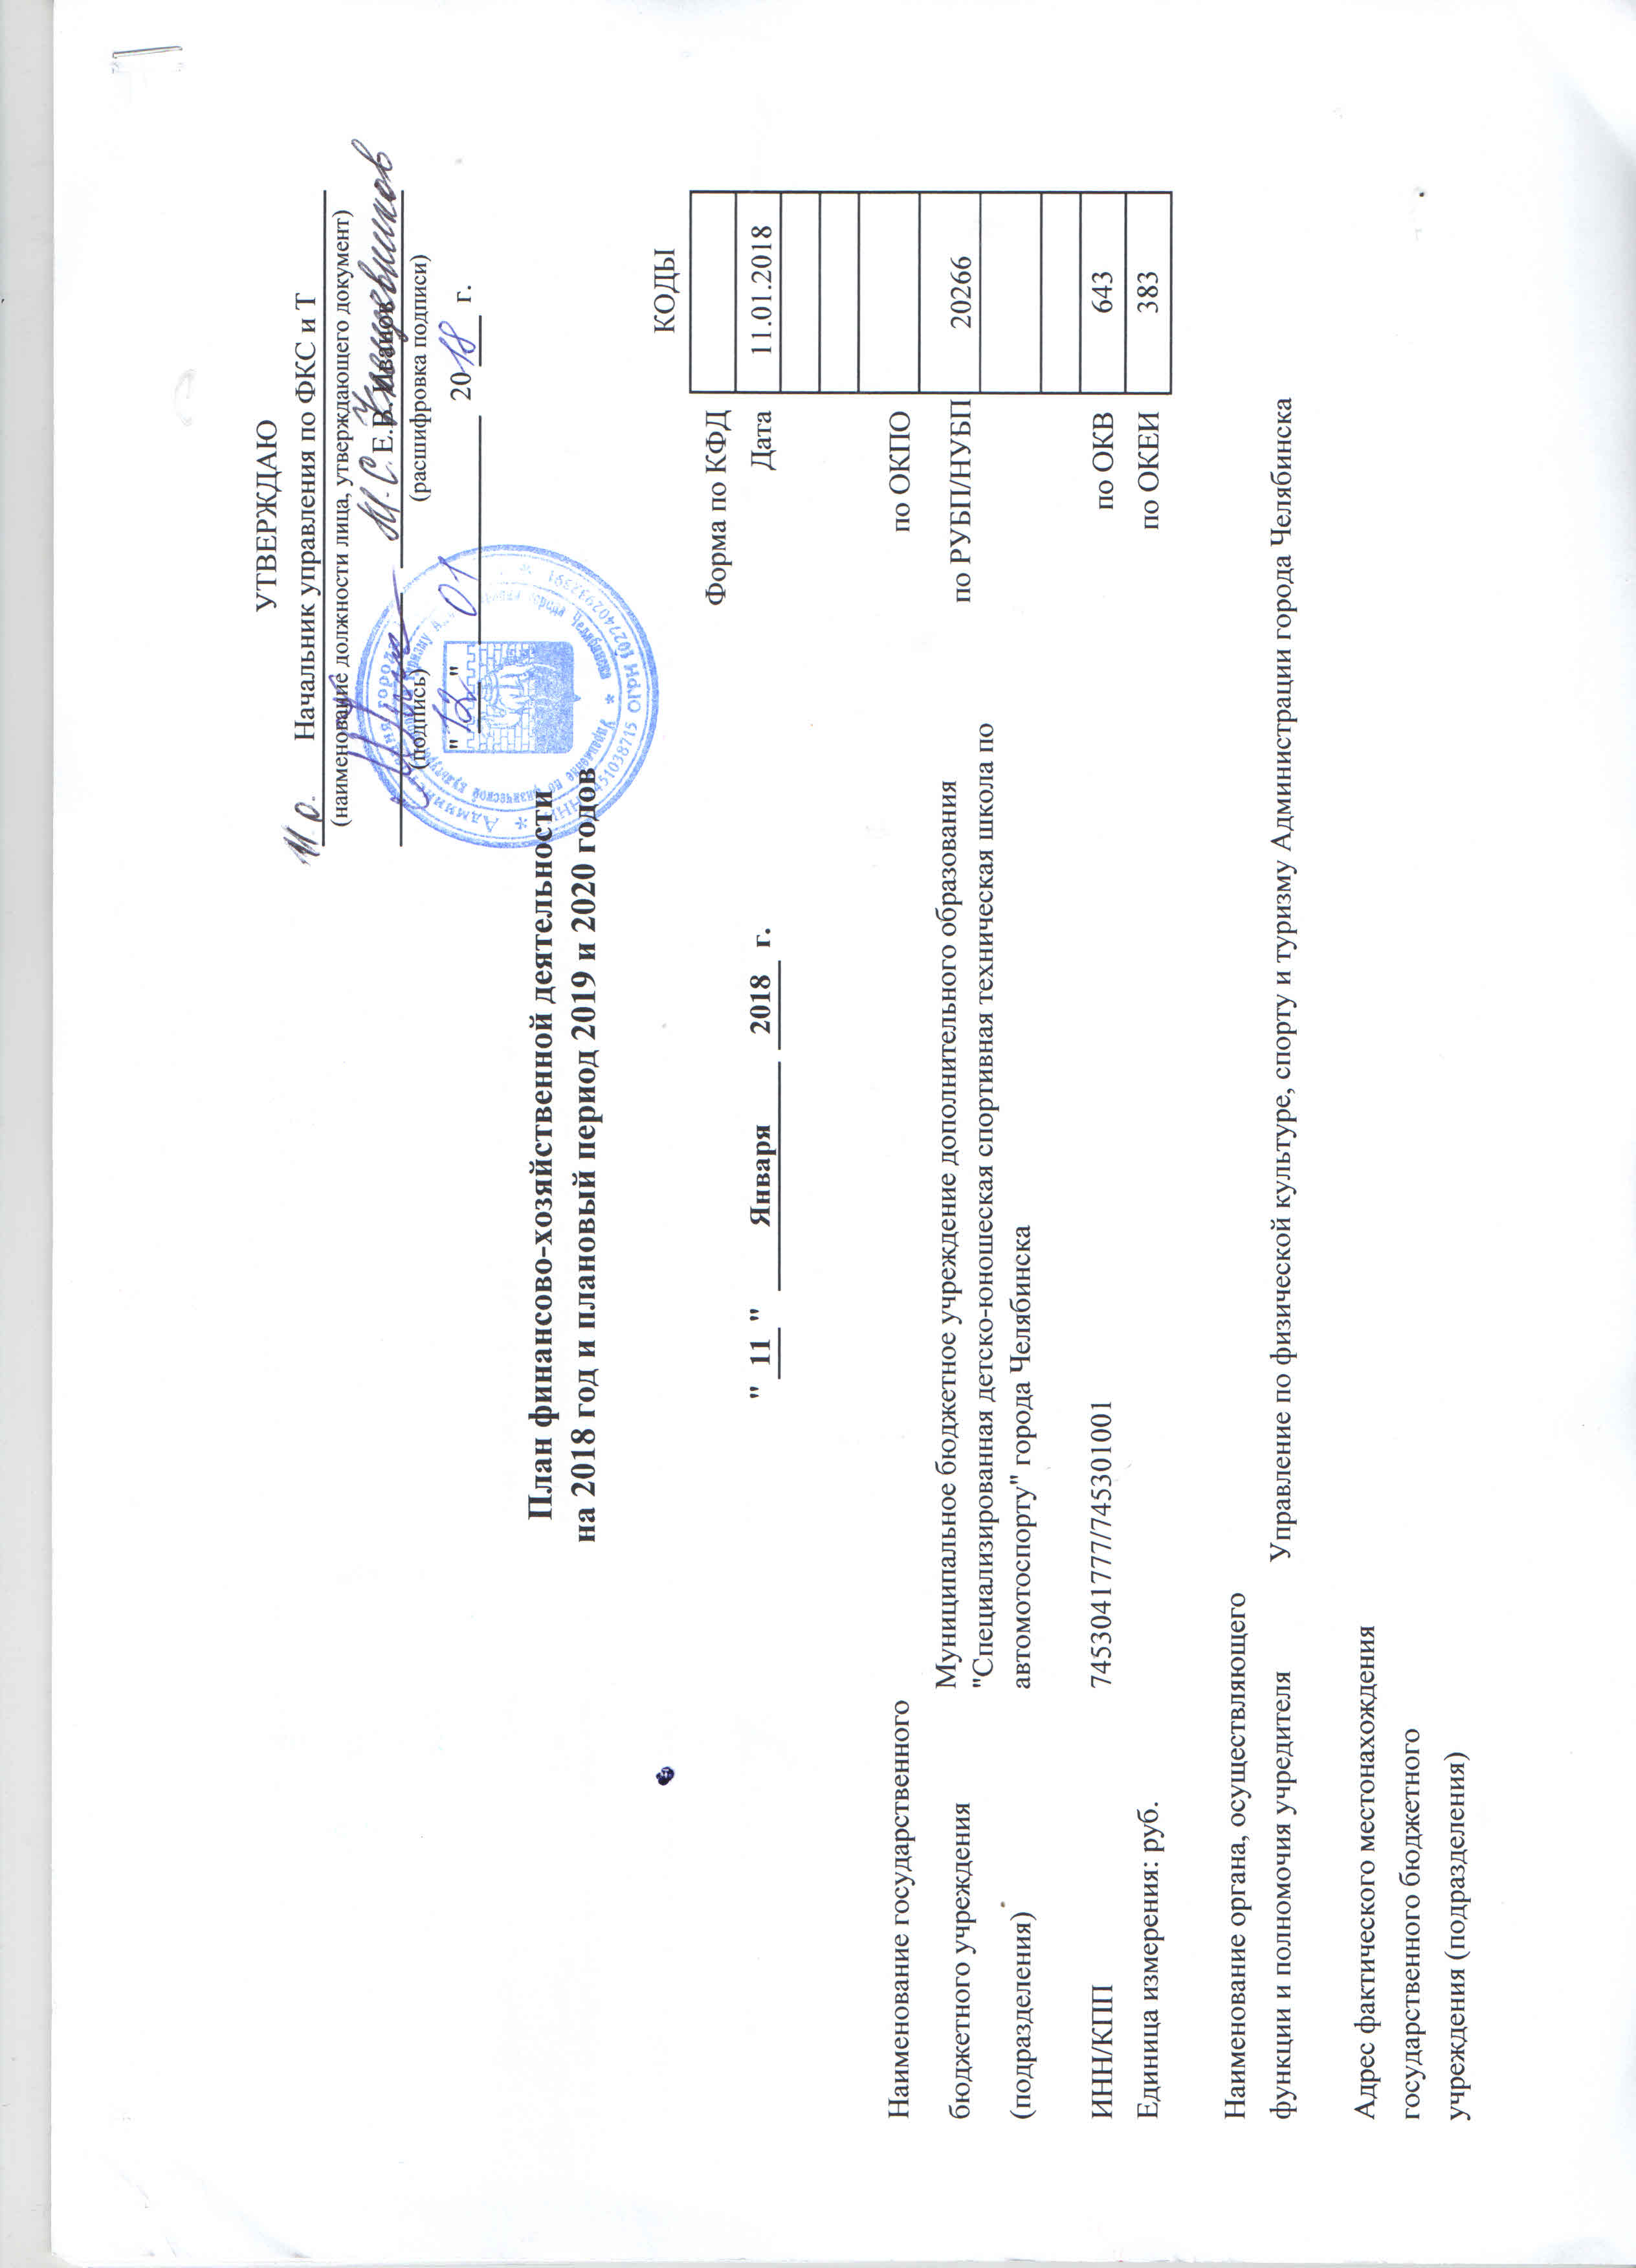 УТВЕРЖДАЮ
И.о. Начальник управления по ФКС и Т
(наименование должности лица, утверждающего документ)
Е.В. Иванов
(подпись) (расшифровка подписи)
" 12 " 01 2018 г.
План финансово-хозяйственной деятельности
на 2018 год и плановый период 2019 и 2020 годов
КОДЫ
Форма по КФД
" 11 " Января 2018 г. Дата 11.01.2018
Наименование государственного по ОКПО
бюджетного учреждения
(подразделения)
Муниципальное бюджетное учреждение дополнительного образования по РУБП/НУБП 20266
"Специализированная детско-юношеская спортивная техническая школа по
автомотоспорту" города Челябинска
ИНН/КПП 7453041777/745301001 по ОКВ 643
Единица измерения: руб. по ОКЕИ 383
Наименование органа, осуществляющего
функции и полномочия учредителя Управление по физической культуре, спорту и туризму Администрации города Челябинска
Адрес фактического местонахождения
государственного бюджетного
учреждения (подразделения)